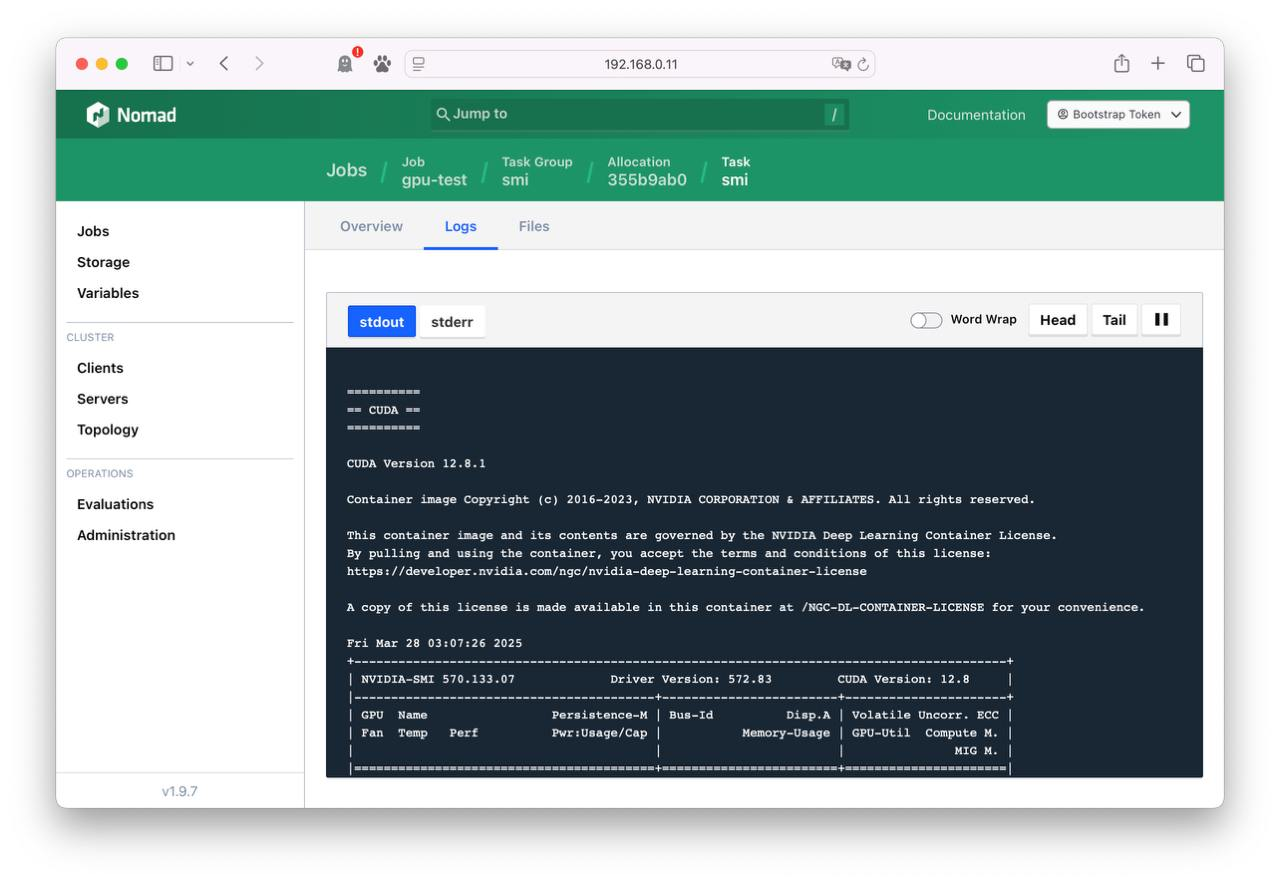 192.168.0.11
Nomad
Jump to
/
Documentation
Bootstrap Token
Jobs / Job gpu-test / Task Group smi / Allocation 355b9ab0 / Task smi
Overview Logs Files
Jobs
Storage
Variables
CLUSTER
Clients
Servers
Topology
OPERATIONS
Evaluations
Administration
v1.9.7
stdout stderr
Word Wrap Head Tail
==========
== CUDA ==
==========
CUDA Version 12.8.1
Container image Copyright (c) 2016-2023, NVIDIA CORPORATION & AFFILIATES. All rights reserved.
This container image and its contents are governed by the NVIDIA Deep Learning Container License.
By pulling and using the container, you accept the terms and conditions of this license:
https://developer.nvidia.com/ngc/nvidia-deep-learning-container-license
A copy of this license is made available in this container at /NGC-DL-CONTAINER-LICENSE for your convenience.
Fri Mar 28 03:07:26 2025
+-----------------------------------------------------------------------------------------+
| NVIDIA-SMI 570.133.07             Driver Version: 572.83         CUDA Version: 12.8     |
|-----------------------------------------+------------------------+----------------------+
| GPU  Name                 Persistence-M | Bus-Id          Disp.A | Volatile Uncorr. ECC |
| Fan  Temp   Perf          Pwr:Usage/Cap |           Memory-Usage | GPU-Util  Compute M. |
|                                         |                        |               MIG M. |
|=========================================+========================+======================|